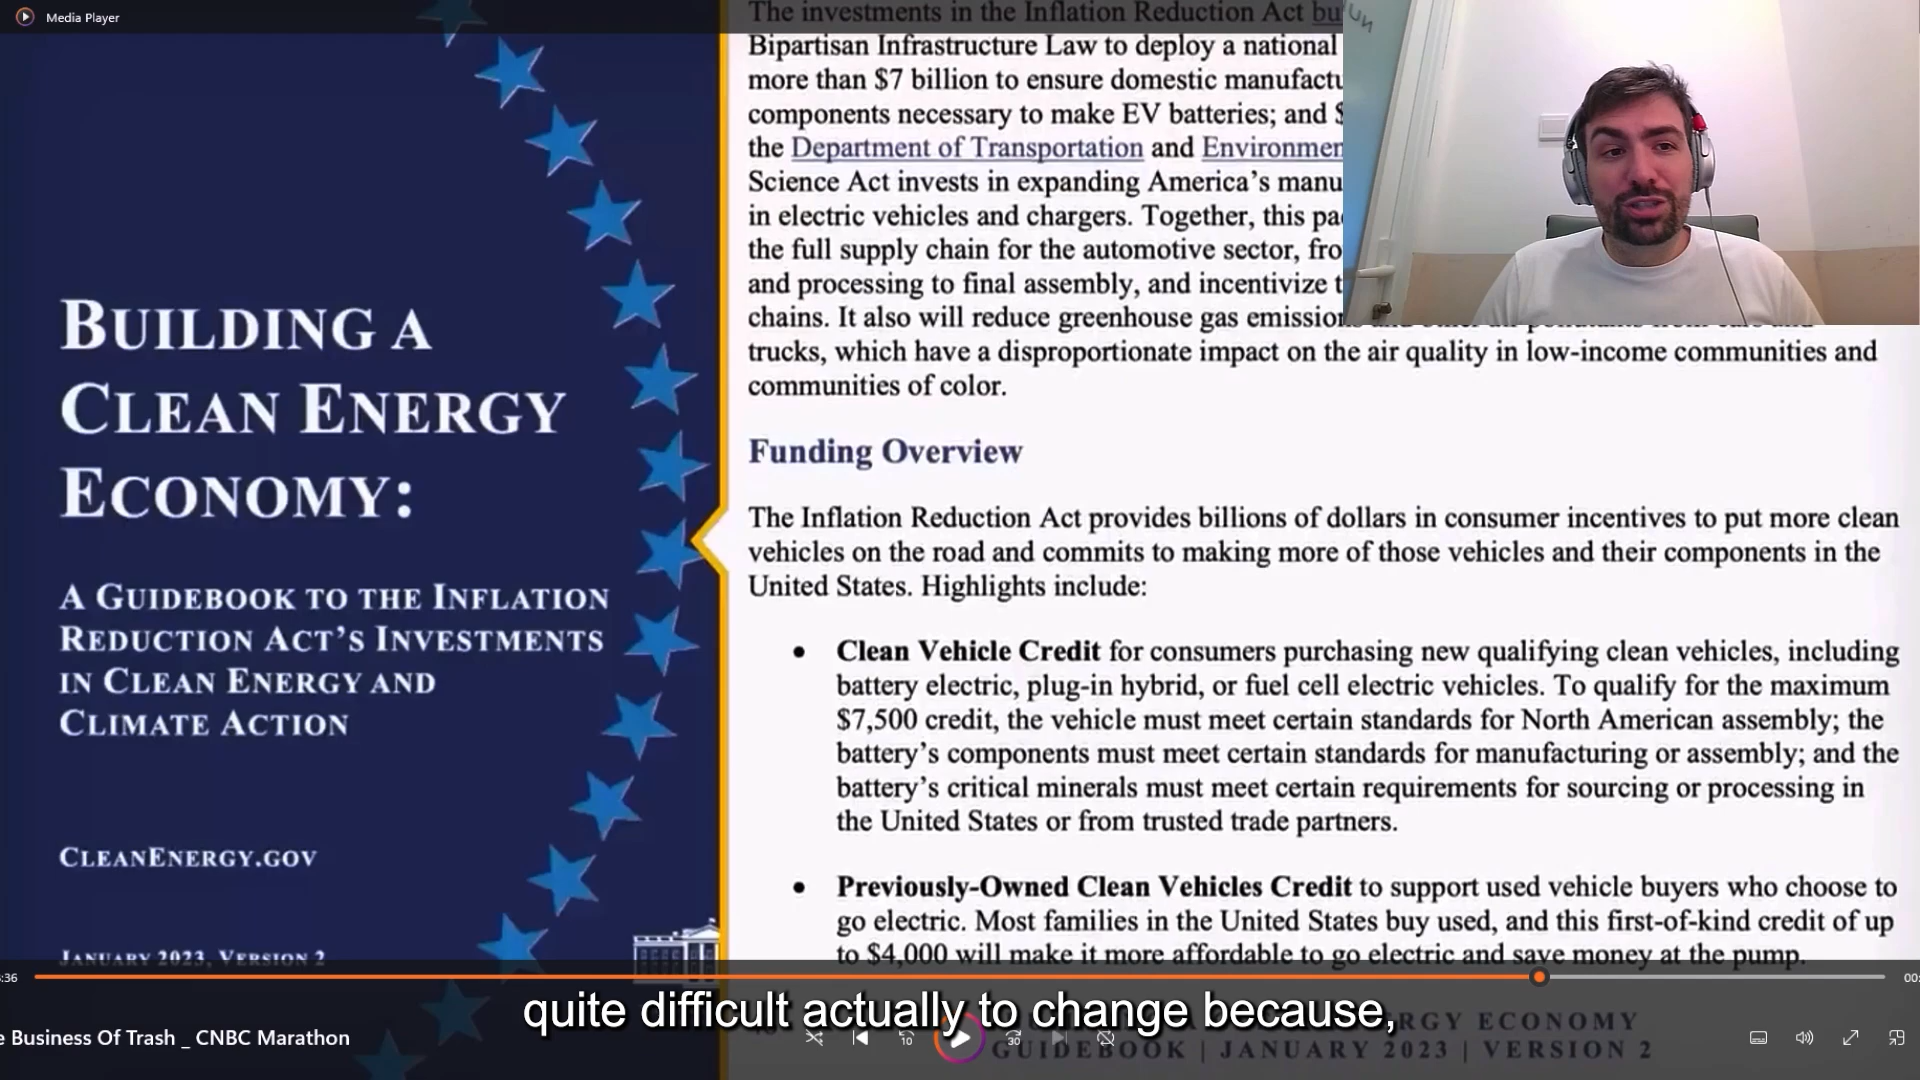 Media Player
The investments in the Inflation Reduction Act
Bipartisan Infrastructure Law to deploy a national
more than $7 billion to ensure domestic
components necessary to make EV batteries; and $
the Department of Transportation and
Science Act invests in expanding America’s
in electric vehicles and chargers. Together, this
the full supply chain for the automotive sector,
and processing to final assembly, and incentivize
chains. It also will reduce greenhouse gas
trucks, which have a disproportionate impact on the air quality in low-income communities and
communities of color.
BUILDING A
CLEAN ENERGY
ECONOMY:
A GUIDEBOOK TO THE INFLATION
REDUCTION ACT’S INVESTMENTS
IN CLEAN ENERGY AND
CLIMATE ACTION
CLEANENERGY.GOV
JANUARY 2023, VERSION 2
Funding Overview
The Inflation Reduction Act provides billions of dollars in consumer incentives to put more clean
vehicles on the road and commits to making more of those vehicles and their components in the
United States. Highlights include:
• Clean Vehicle Credit for consumers purchasing new qualifying clean vehicles, including
battery electric, plug-in hybrid, or fuel cell electric vehicles. To qualify for the maximum
$7,500 credit, the vehicle must meet certain standards for North American assembly; the
battery’s components must meet certain standards for manufacturing or assembly; and the
battery’s critical minerals must meet certain requirements for sourcing or processing in
the United States or from trusted trade partners.
• Previously-Owned Clean Vehicles Credit to support used vehicle buyers who choose to
go electric. Most families in the United States buy used, and this first-of-kind credit of up
to $4,000 will make it more affordable to go electric and save money at the pump.
:36
00:
quite difficult actually to change because,
ECONOMY
GUIDEBOOK | JANUARY 2023 | VERSION 2
Business Of Trash _ CNBC Marathon
10
30